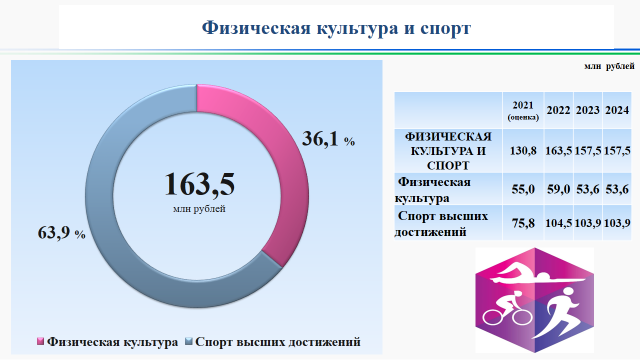 Физическая культура и спорт
млн рублей
36,1 %
163,5
млн рублей
63,9 %
Физическая культура Спорт высших достижений
2021 (оценка) 2022 2023 2024
ФИЗИЧЕСКАЯ
КУЛЬТУРА И
СПОРТ
130,8 163,5 157,5 157,5
Физическая
культура
55,0 59,0 53,6 53,6
Спорт высших
достижений
75,8 104,5 103,9 103,9